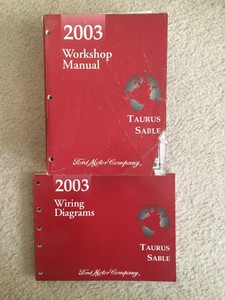 2003
Workshop
Manual
TAURUS
SABLE
Ford Motor Company
2003
Wiring
Diagrams
TAURUS
SABLE
Ford Motor Company